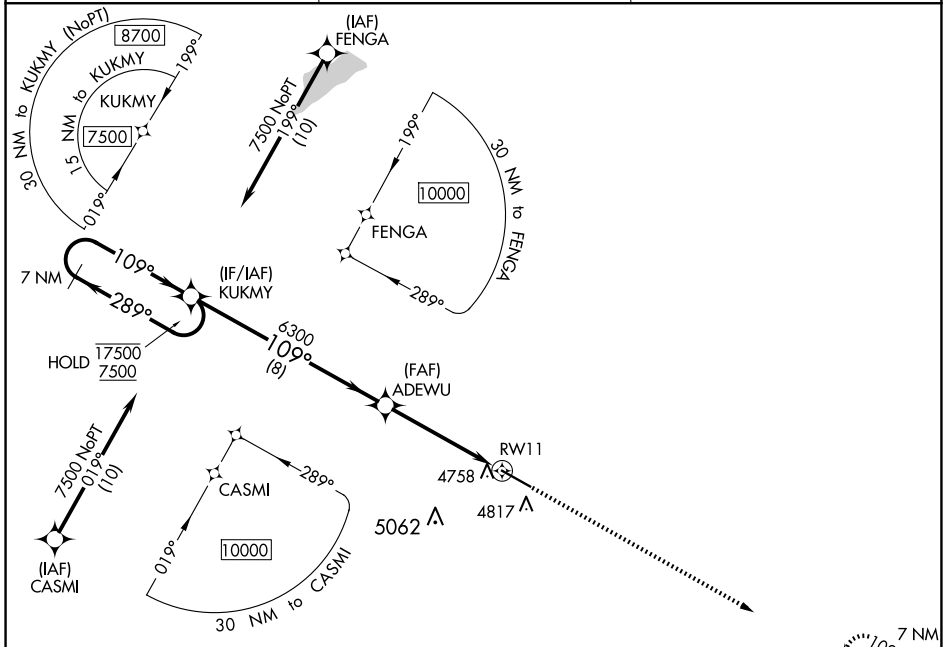 30 NM to KUKMY (NoPT)
8700
199°
15 NM to KUKMY
KUKMY
7500
019°
(IAF)
FENGA
7500 NoPT
199°
(10)
199°
30 NM to FENGA
10000
FENGA
289°
7 NM
109°
289°
(IF/IAF)
KUKMY
HOLD 17500
7500
6300
109°
(8)
(FAF)
ADEWU
RW11
4758
4817
5062
7500 NoPT
019°
(10)
(IAF)
CASMI
CASMI
289°
019°
10000
30 NM to CASMI
7 NM